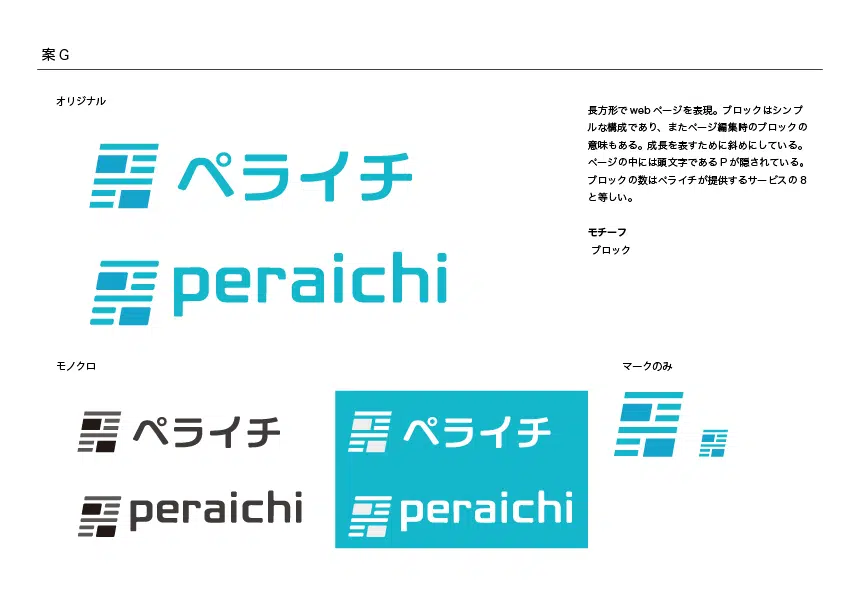 案 G
オリジナル
ペライチ
peraichi
長方形で web ページを表現。ブロックはシンプ
ルな構成であり、またページ編集時のブロックの
意味もある。成長を表すために斜めにしている。
ページの中には頭文字である P が隠されている。
ブロックの数はペライチが提供するサービスの 8
と等しい。
モチーフ
ブロック
モノクロ
ペライチ
peraichi
ペライチ
peraichi
マークのみ